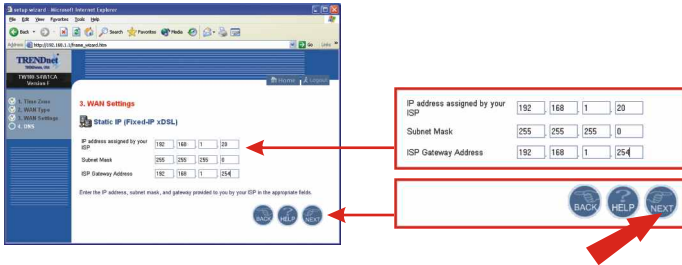 setup wizard - Microsoft Internet Explorer
File Edit View Favorites Tools Help
Back Search Favorites Media
Address http://192.168.1.1/frame_wizard.htm Go Links
TRENDnet
TW100-S4W1CA
Version F
Home Logout
1. Time Zone
2. WAN Type
3. WAN Settings
4. DNS
3. WAN Settings
Static IP (Fixed-IP xDSL)
IP address assigned by your ISP 192 . 168 . 1 . 20
Subnet Mask 255 . 255 . 255 . 0
ISP Gateway Address 192 . 168 . 1 . 254
Enter the IP address, subnet mask, and gateway provided to you by your ISP in the appropriate fields.
BACK HELP NEXT
IP address assigned by your
ISP 192 . 168 . 1 . 20
Subnet Mask 255 . 255 . 255 . 0
ISP Gateway Address 192 . 168 . 1 . 254
BACK HELP NEXT